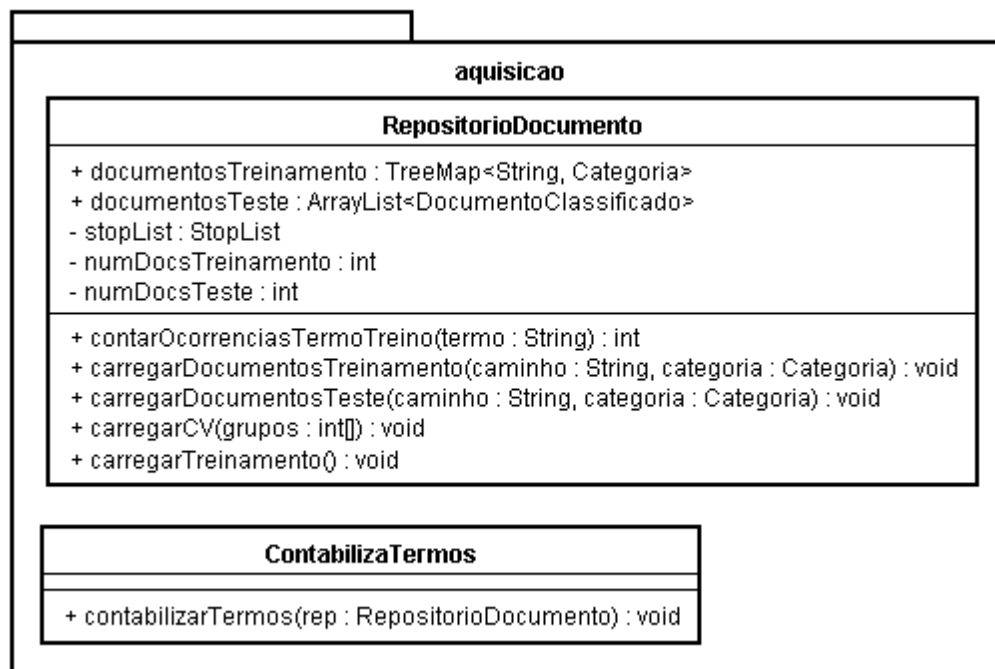 aquisicao
RepositorioDocumento
+ documentosTreinamento : TreeMap<String, Categoria>
+ documentosTeste : ArrayList<DocumentoClassificado>
- stopList : StopList
- numDocsTreinamento : int
- numDocsTeste : int
+ contarOcorrenciasTermoTreino(termo : String) : int
+ carregarDocumentosTreinamento(caminho : String, categoria : Categoria) : void
+ carregarDocumentosTeste(caminho : String, categoria : Categoria) : void
+ carregarCV(grupos : int[]) : void
+ carregarTreinamento() : void
ContabilizaTermos
+ contabilizarTermos(rep : RepositorioDocumento) : void